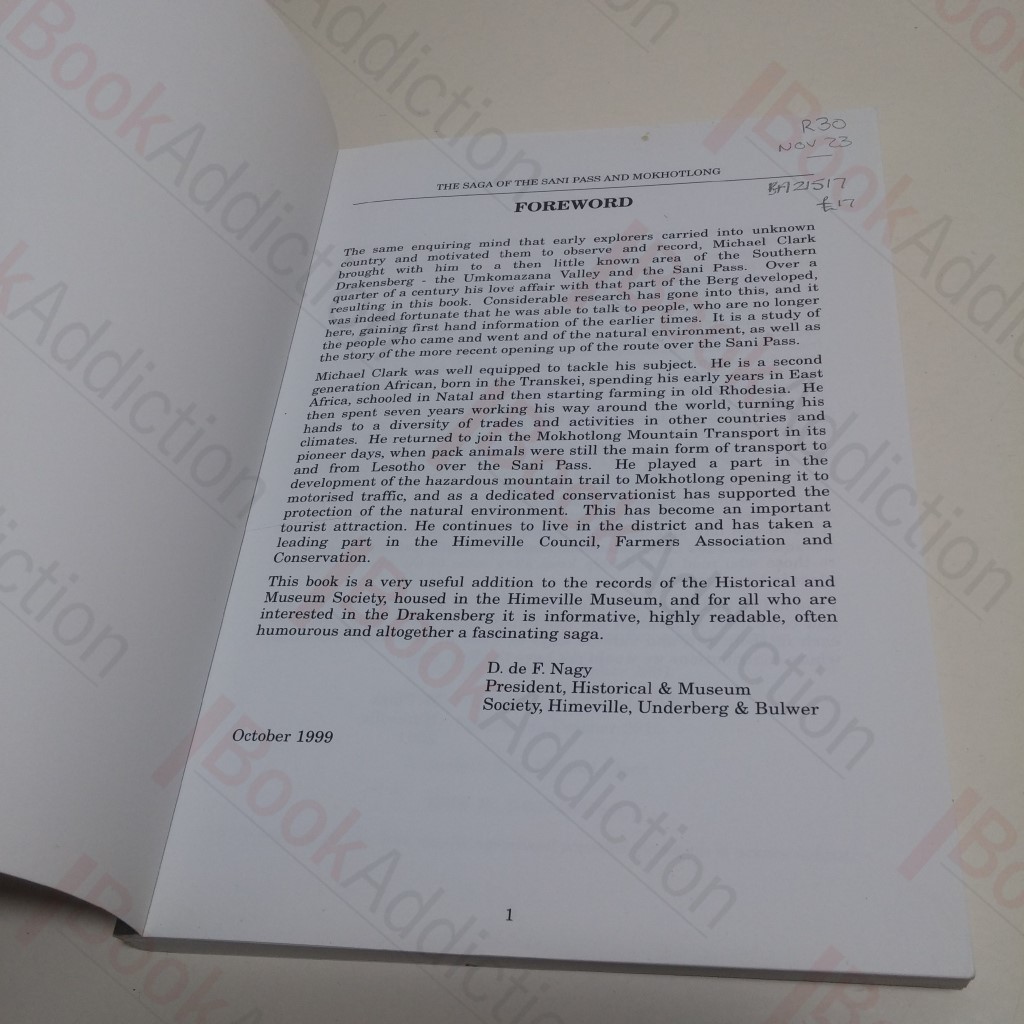 R30
NOV 23
THE SAGA OF THE SANI PASS AND MOKHOTLONG
BA21517
£17
FOREWORD
The same enquiring mind that early explorers carried into unknown
country and motivated them to observe and record, Michael Clark
brought with him to a then little known area of the Southern
Drakensberg - the Umkomazana Valley and the Sani Pass. Over a
quarter of a century his love affair with that part of the Berg developed,
resulting in this book. Considerable research has gone into this, and it
was indeed fortunate that he was able to talk to people, who are no longer
here, gaining first hand information of the earlier times. It is a study of
the people who came and went and of the natural environment, as well as
the story of the more recent opening up of the route over the Sani Pass.
Michael Clark was well equipped to tackle his subject. He is a second
generation African, born in the Transkei, spending his early years in East
Africa, schooled in Natal and then starting farming in old Rhodesia. He
then spent seven years working his way around the world, turning his
hands to a diversity of trades and activities in other countries and
climates. He returned to join the Mokhotlong Mountain Transport in its
pioneer days, when pack animals were still the main form of transport to
and from Lesotho over the Sani Pass. He played a part in the
development of the hazardous mountain trail to Mokhotlong opening it to
motorised traffic, and as a dedicated conservationist has supported the
protection of the natural environment. This has become an important
tourist attraction. He continues to live in the district and has taken a
leading part in the Himeville Council, Farmers Association and
Conservation.
This book is a very useful addition to the records of the Historical and
Museum Society, housed in the Himeville Museum, and for all who are
interested in the Drakensberg it is informative, highly readable, often
humourous and altogether a fascinating saga.
D. de F. Nagy
President, Historical & Museum
Society, Himeville, Underberg & Bulwer
October 1999
1
BookAddiction